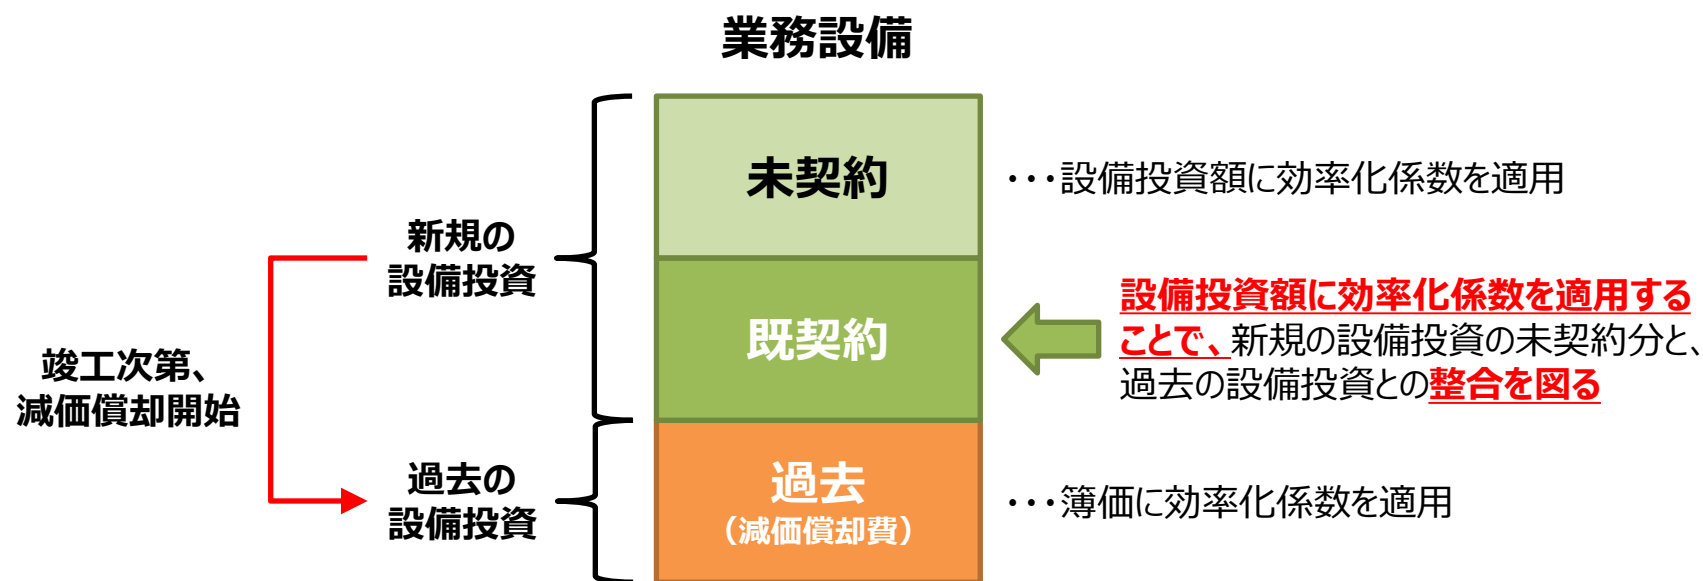 業務設備
未契約
・・・設備投資額に効率化係数を適用
新規の
設備投資
既契約
設備投資額に効率化係数を適用する
ことで、新規の設備投資の未契約分と、
過去の設備投資との整合を図る
竣工次第、
減価償却開始
過去の
設備投資
過去
（減価償却費）
・・・簿価に効率化係数を適用